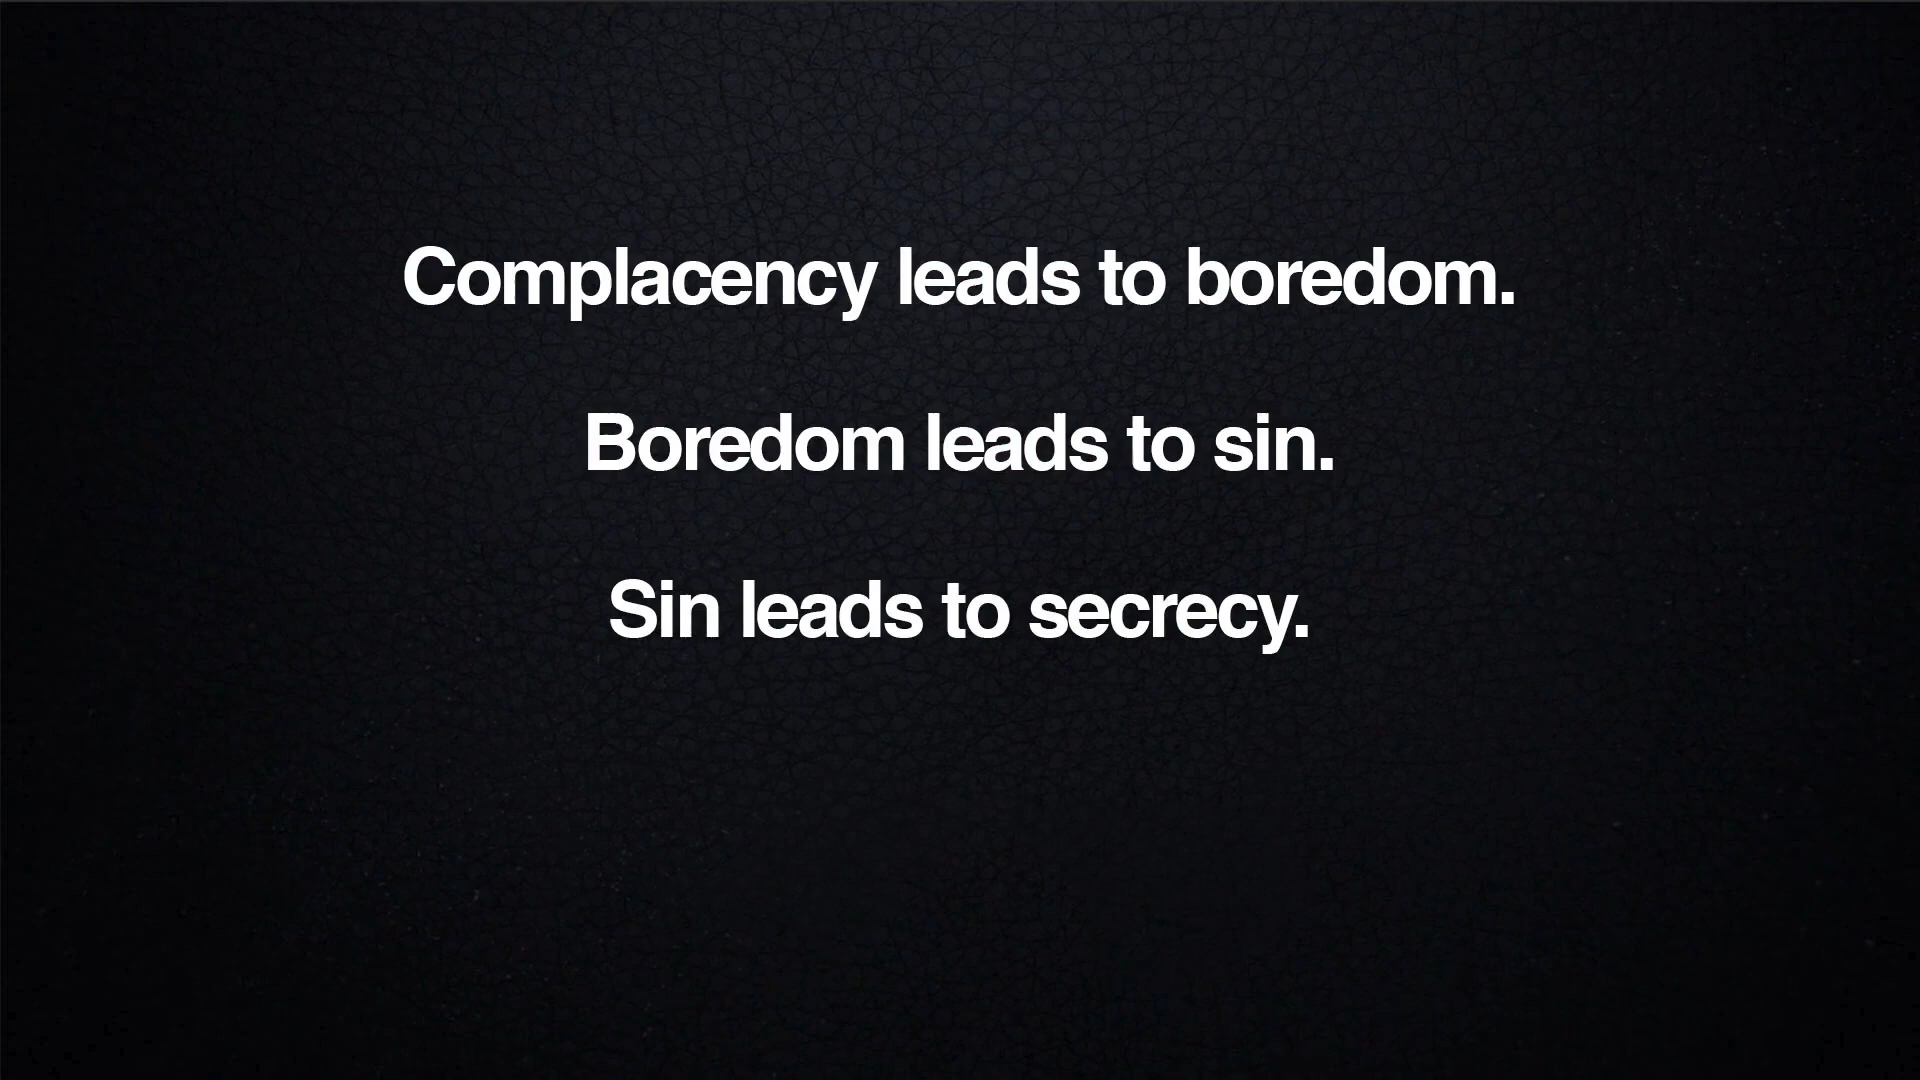 Complacency leads to boredom.
Boredom leads to sin.
Sin leads to secrecy.